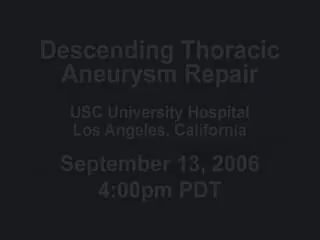 Descending Thoracic
Aneurysm Repair
USC University Hospital
Los Angeles, California
September 13, 2006
4:00pm PDT